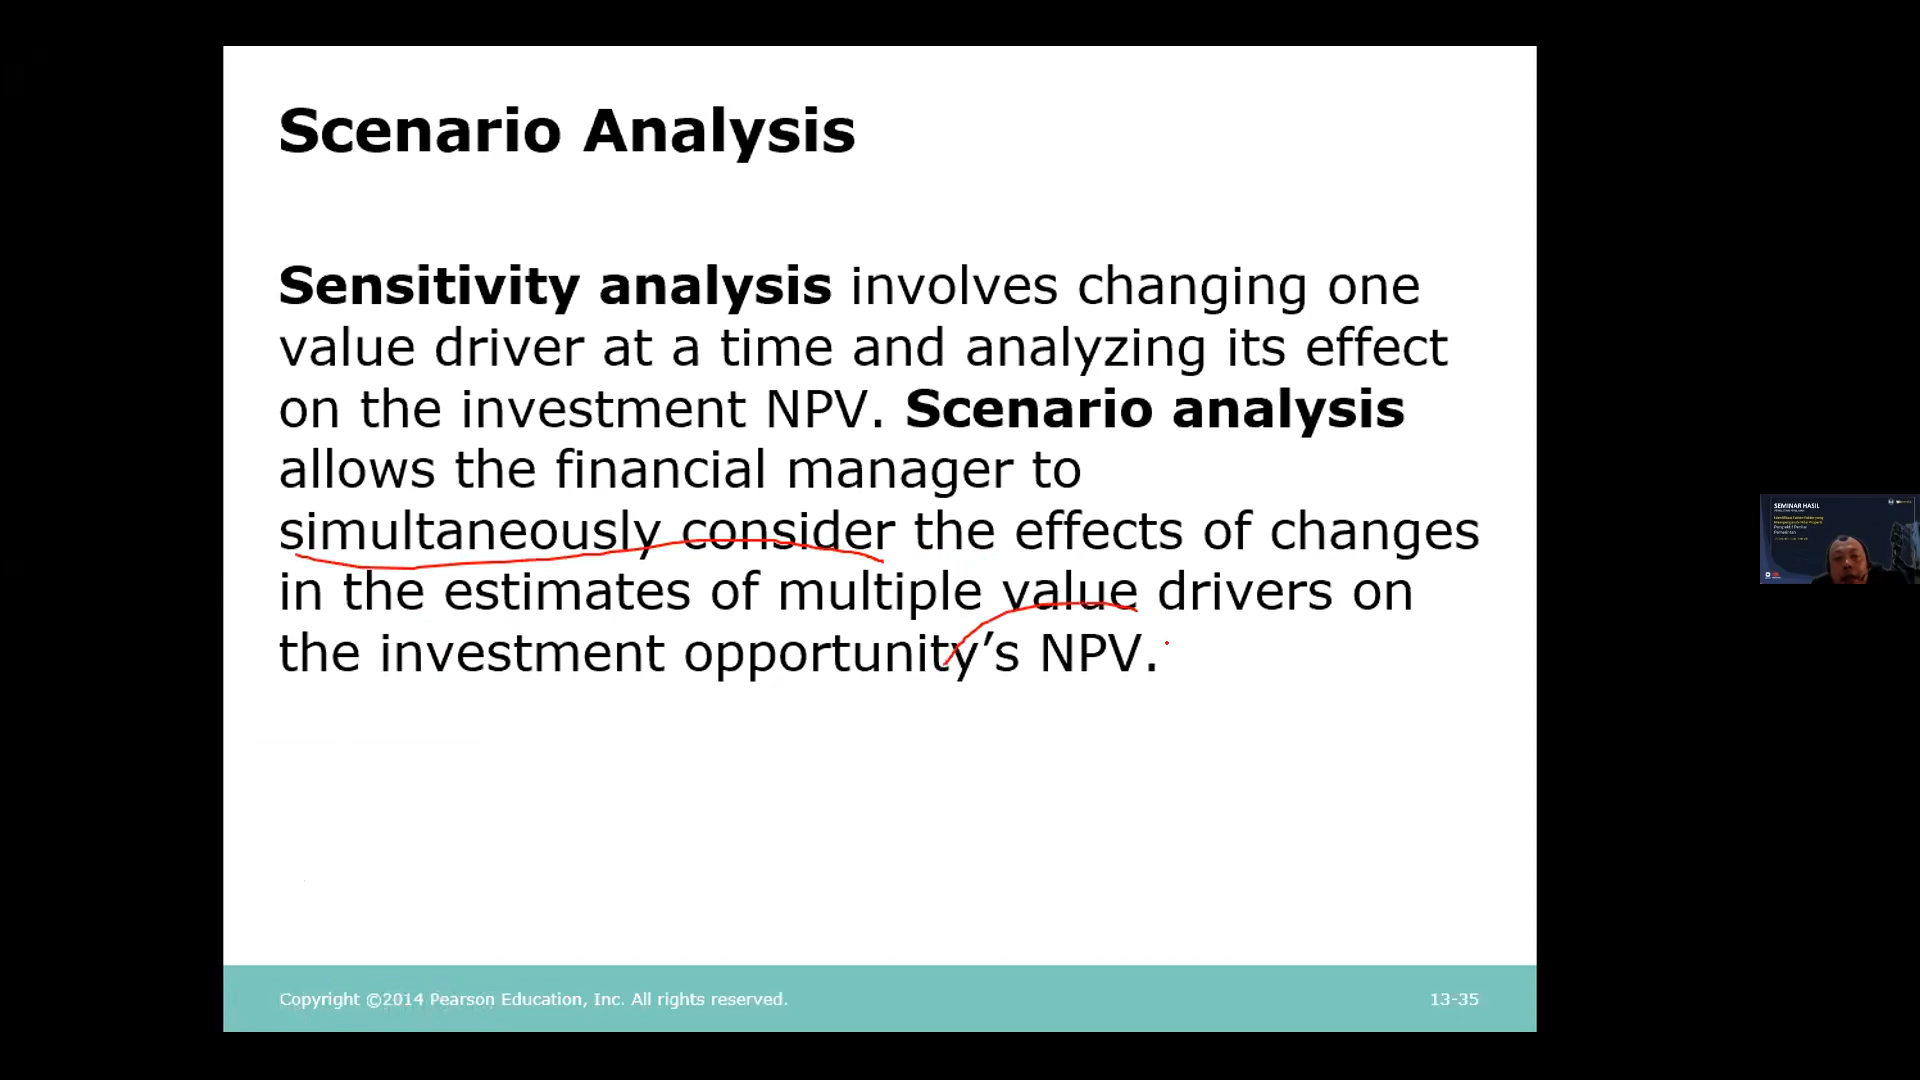 Scenario Analysis
Sensitivity analysis involves changing one
value driver at a time and analyzing its effect
on the investment NPV. Scenario analysis
allows the financial manager to
simultaneously consider the effects of changes
in the estimates of multiple value drivers on
the investment opportunity’s NPV.
SEMINAR HASIL
Copyright ©2014 Pearson Education, Inc. All rights reserved.
13-35